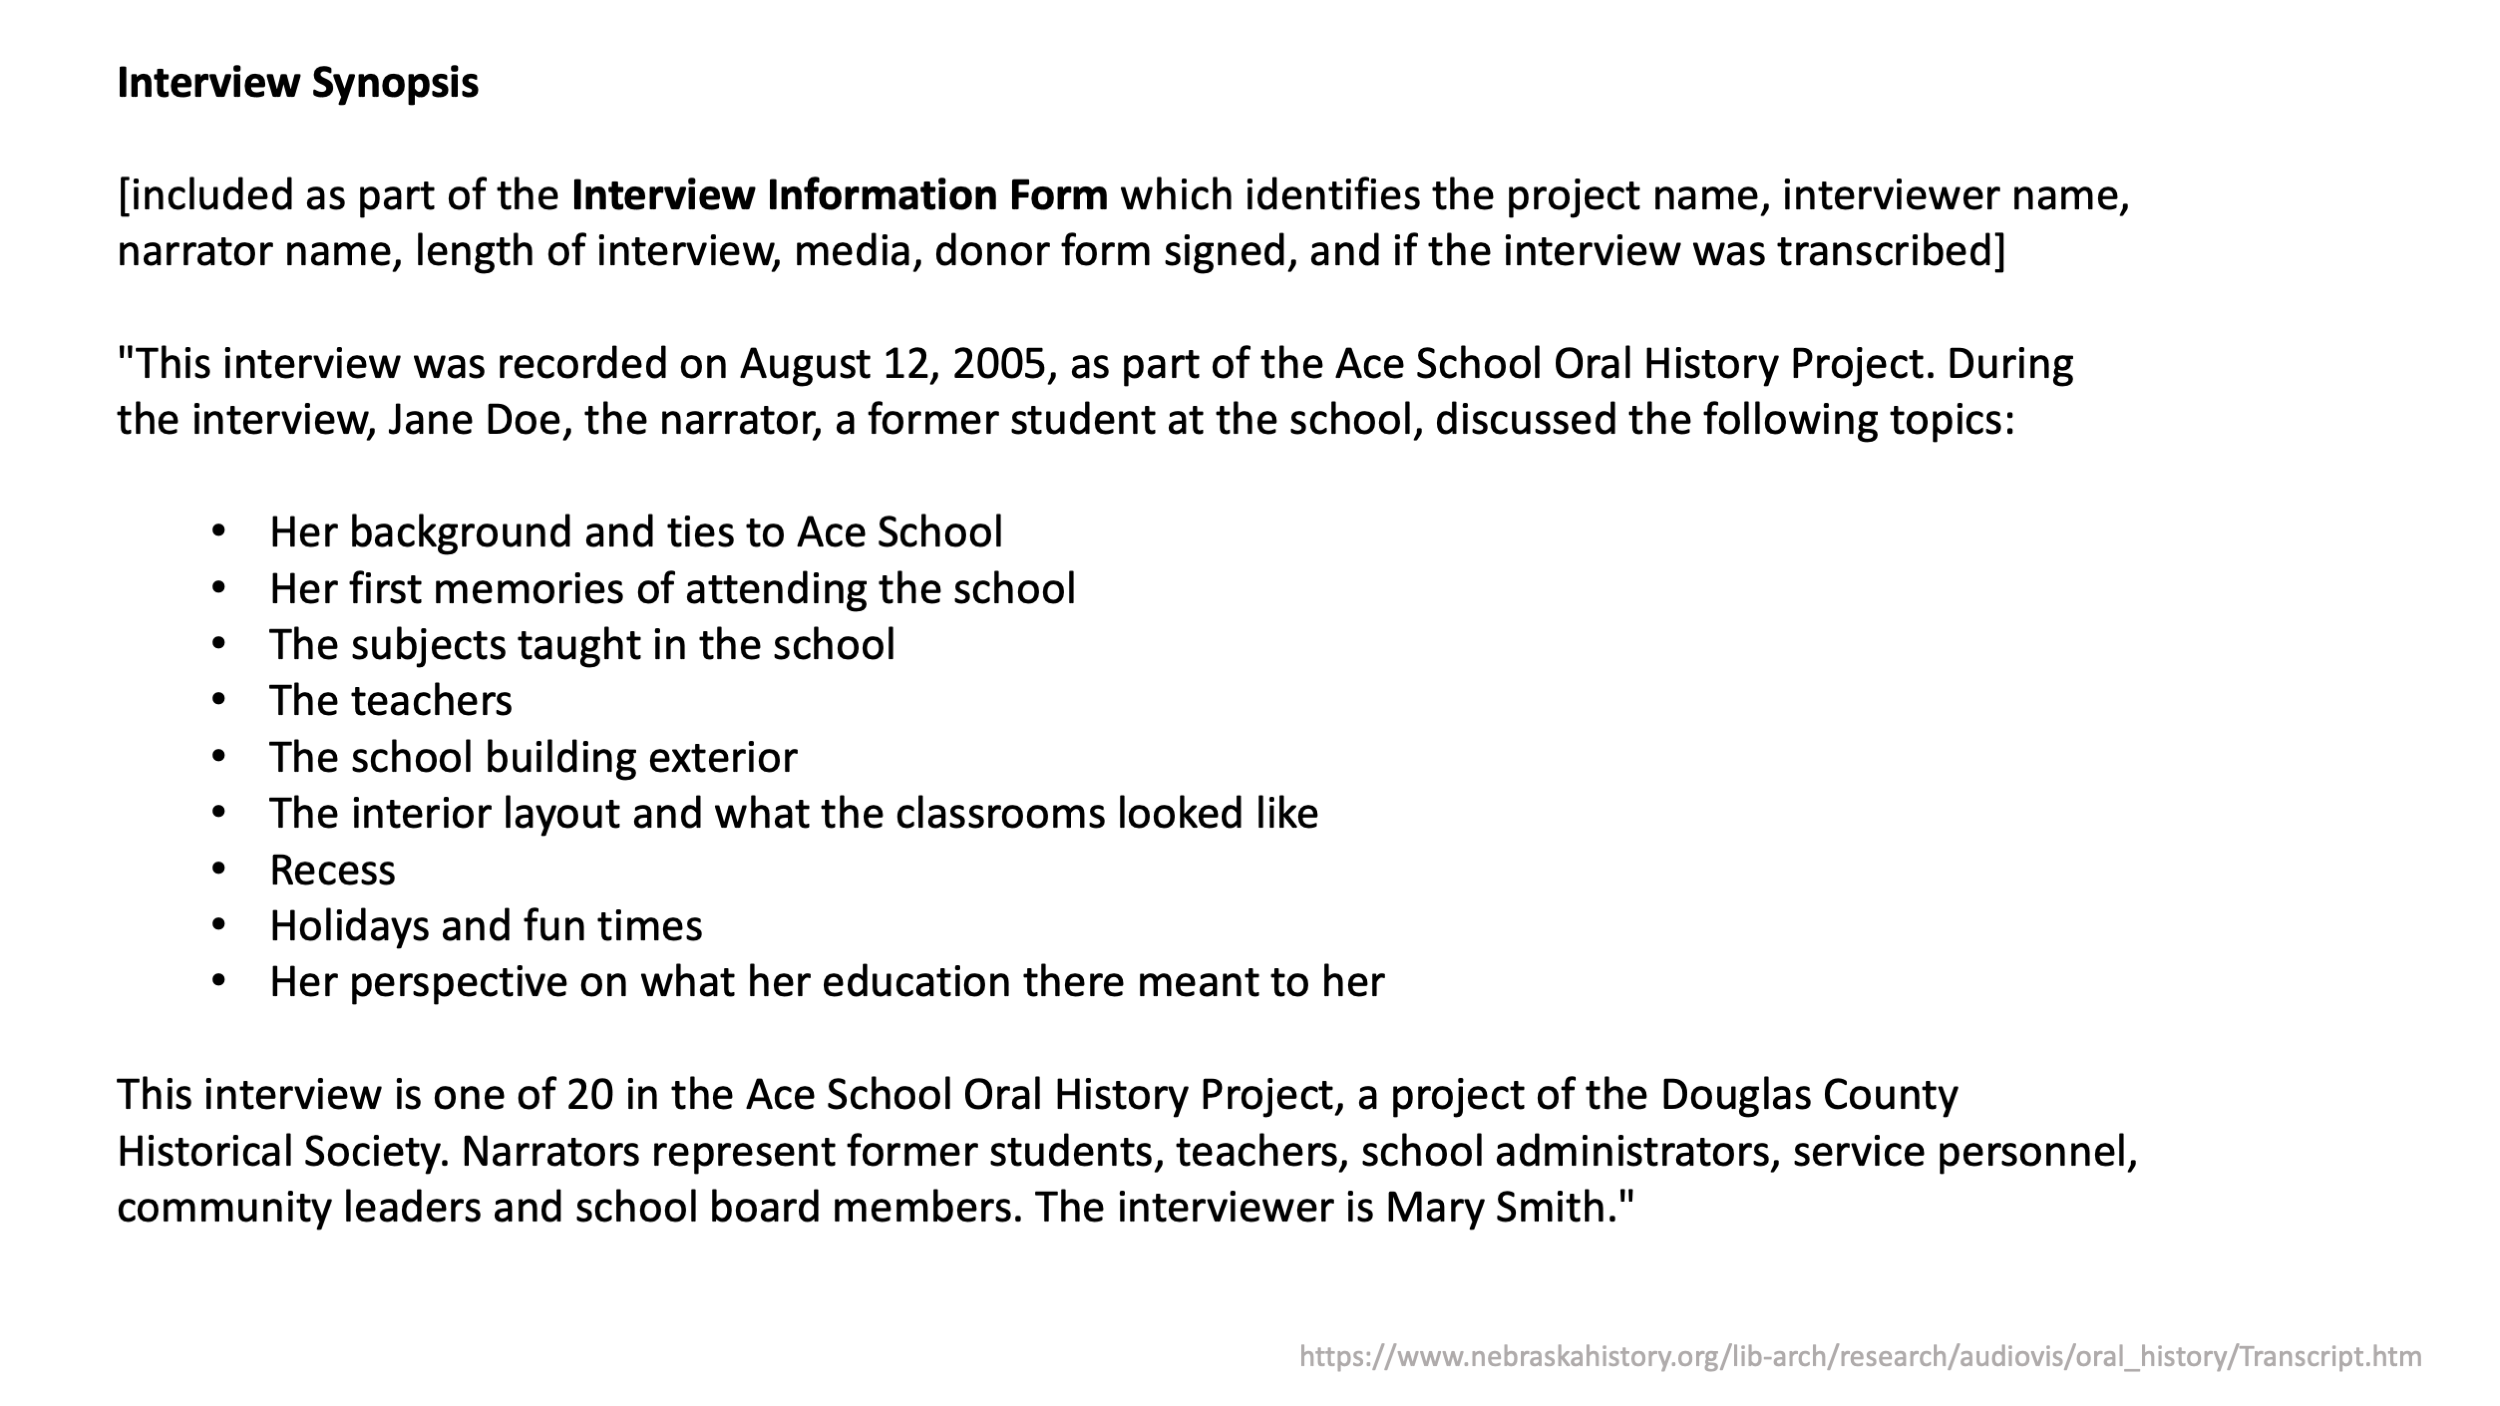 Interview Synopsis
[included as part of the Interview Information Form which identifies the project name, interviewer name,
narrator name, length of interview, media, donor form signed, and if the interview was transcribed]
"This interview was recorded on August 12, 2005, as part of the Ace School Oral History Project. During
the interview, Jane Doe, the narrator, a former student at the school, discussed the following topics:
• Her background and ties to Ace School
• Her first memories of attending the school
• The subjects taught in the school
• The teachers
• The school building exterior
• The interior layout and what the classrooms looked like
• Recess
• Holidays and fun times
• Her perspective on what her education there meant to her
This interview is one of 20 in the Ace School Oral History Project, a project of the Douglas County
Historical Society. Narrators represent former students, teachers, school administrators, service personnel,
community leaders and school board members. The interviewer is Mary Smith."
https://www.nebraskahistory.org/lib-arch/research/audiovis/oral_history/Transcript.htm